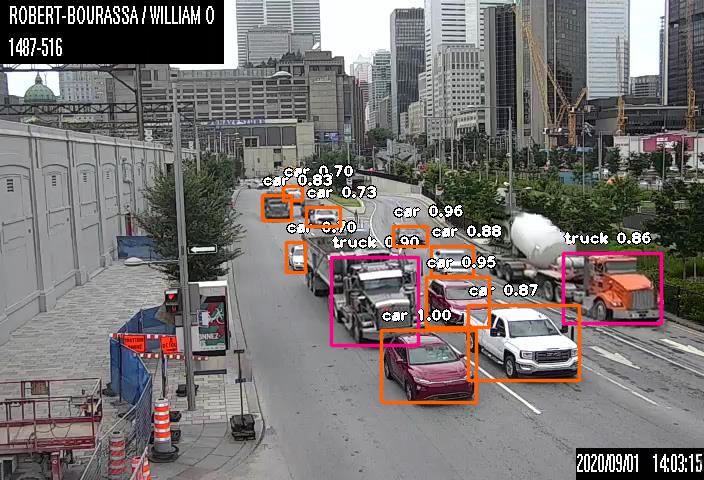 ROBERT-BOURASSA / WILLIAM O
1487-516
car 0.70
car 0.83
car 0.73
car 0.96
car 0.70
truck 0.90
car 0.88
truck 0.86
car 0.95
car 0.87
car 1.00
2020/09/01 14:03:15